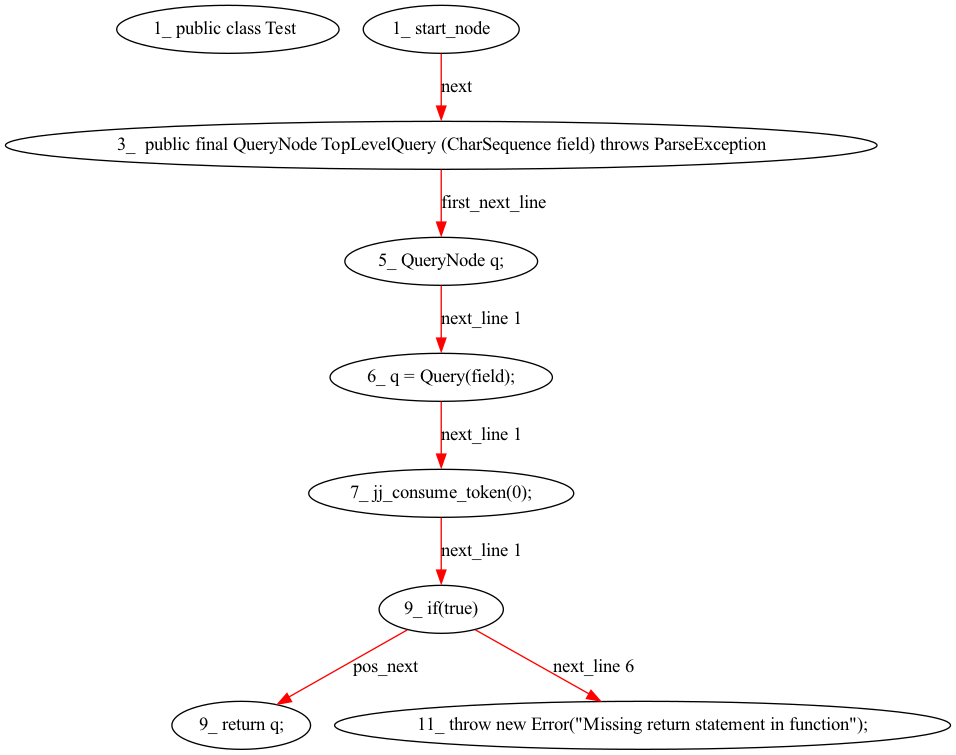 1_ public class Test
1_ start_node
next
3_  public final QueryNode TopLevelQuery (CharSequence field) throws ParseException
first_next_line
5_ QueryNode q;
next_line 1
6_ q = Query(field);
next_line 1
7_ jj_consume_token(0);
next_line 1
9_ if(true)
pos_next
next_line 6
9_ return q;
11_ throw new Error("Missing return statement in function");